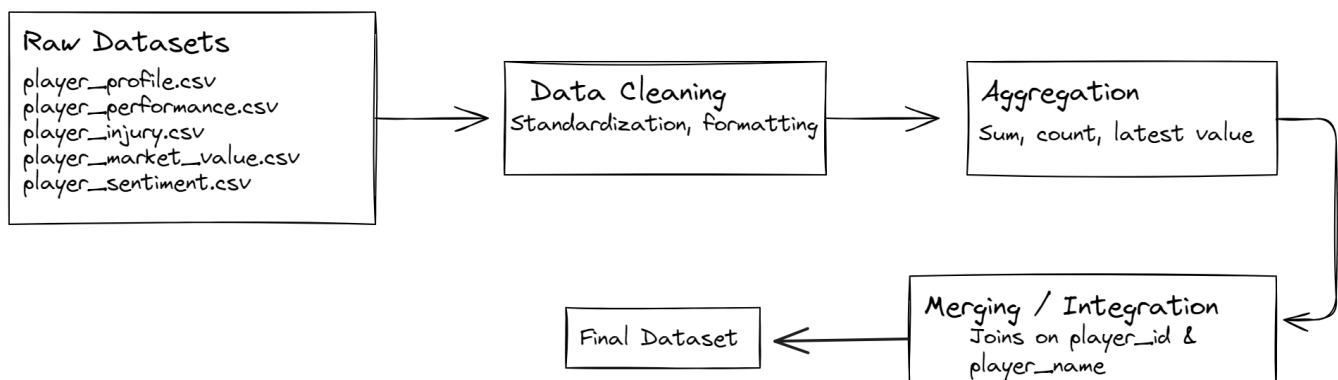 Raw Datasets
player_profile.csv
player_performance.csv
player_injury.csv
player_market_value.csv
player_sentiment.csv
Data Cleaning
Standardization, formatting
Aggregation
Sum, count, latest value
Merging / Integration
Joins on player_id &
player_name
Final Dataset